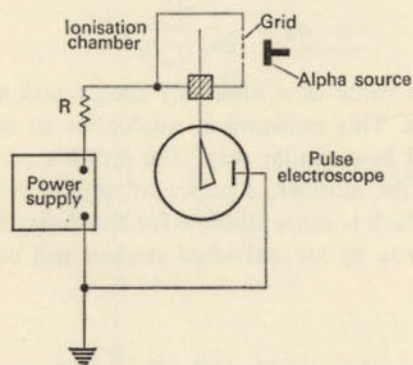 Ionisation
chamber
Grid
Alpha source
R
Power
supply
Pulse
electroscope